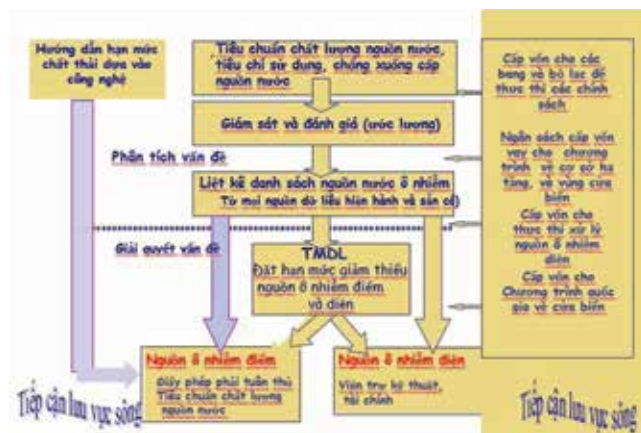 Hướng dẫn hạn mức
chất thải dựa vào
công nghệ
Tiêu chuẩn chất lượng nguồn nước,
tiêu chí sử dụng, chống xuống cấp
nguồn nước
Giám sát và đánh giá (ước lượng)
Phân tích vấn đề
Liệt kê danh sách nguồn nước ô nhiễm
Từ mọi nguồn dữ liệu hiện hành và sẵn có)
Giải quyết vấn đề
TMDL
Đặt hạn mức giảm thiểu
nguồn ô nhiễm điểm
và diện
Nguồn ô nhiễm điểm
Giấy phép phải tuân thủ
Tiêu chuẩn chất lượng
nguồn nước
Nguồn ô nhiễm diện
Viện trợ kỹ thuật,
tài chính
Cấp vốn cho các
bang và bộ lạc để
thực thi các chính
sách
Ngân sách cấp vốn
vay cho chương
trình về cơ sở hạ
tầng, và vùng cửa
biển
Cấp vốn cho
thực thi xử lý
nguồn ô nhiễm
diện
Cấp vốn cho
Chương trình quốc
gia về cửa biển
Tiếp cận lưu vực sông
Tiếp cận lưu vực sông